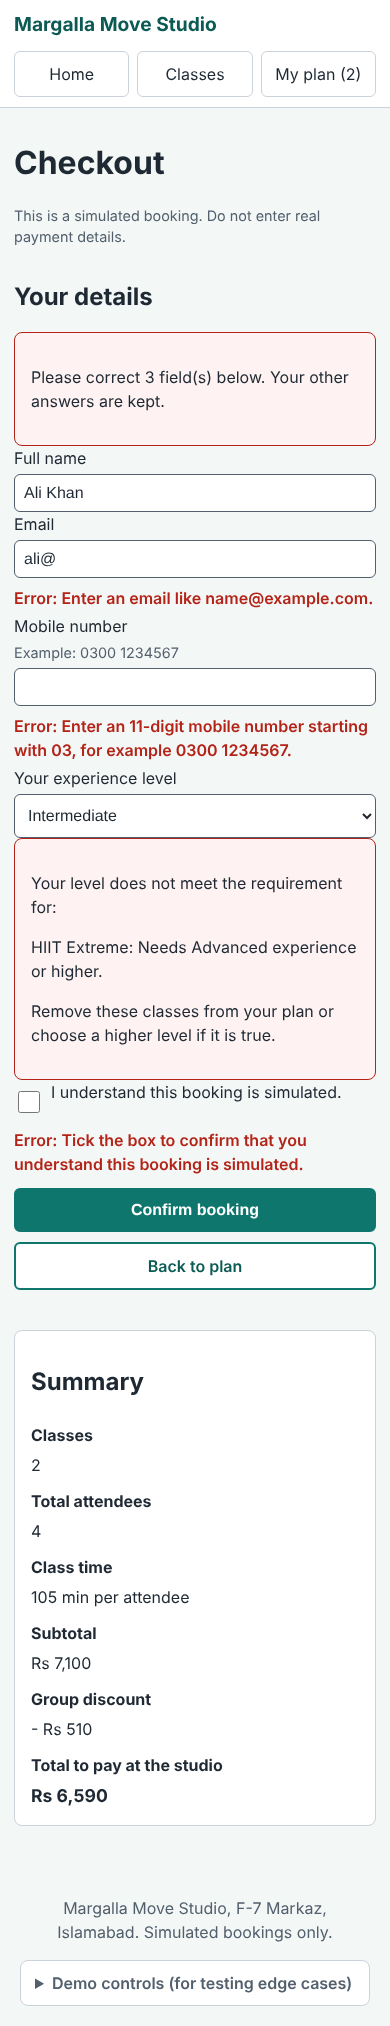 Margalla Move Studio
Home
Classes
My plan (2)
Checkout
This is a simulated booking. Do not enter real
payment details.
Your details
Please correct 3 field(s) below. Your other
answers are kept.
Full name
Ali Khan
Email
ali@
Error: Enter an email like name@example.com.
Mobile number
Example: 0300 1234567
Error: Enter an 11-digit mobile number starting
with 03, for example 0300 1234567.
Your experience level
Intermediate
Your level does not meet the requirement
for:
HIIT Extreme: Needs Advanced experience
or higher.
Remove these classes from your plan or
choose a higher level if it is true.
I understand this booking is simulated.
Error: Tick the box to confirm that you
understand this booking is simulated.
Confirm booking
Back to plan
Summary
Classes
2
Total attendees
4
Class time
105 min per attendee
Subtotal
Rs 7,100
Group discount
- Rs 510
Total to pay at the studio
Rs 6,590
Margalla Move Studio, F-7 Markaz,
Islamabad. Simulated bookings only.
Demo controls (for testing edge cases)